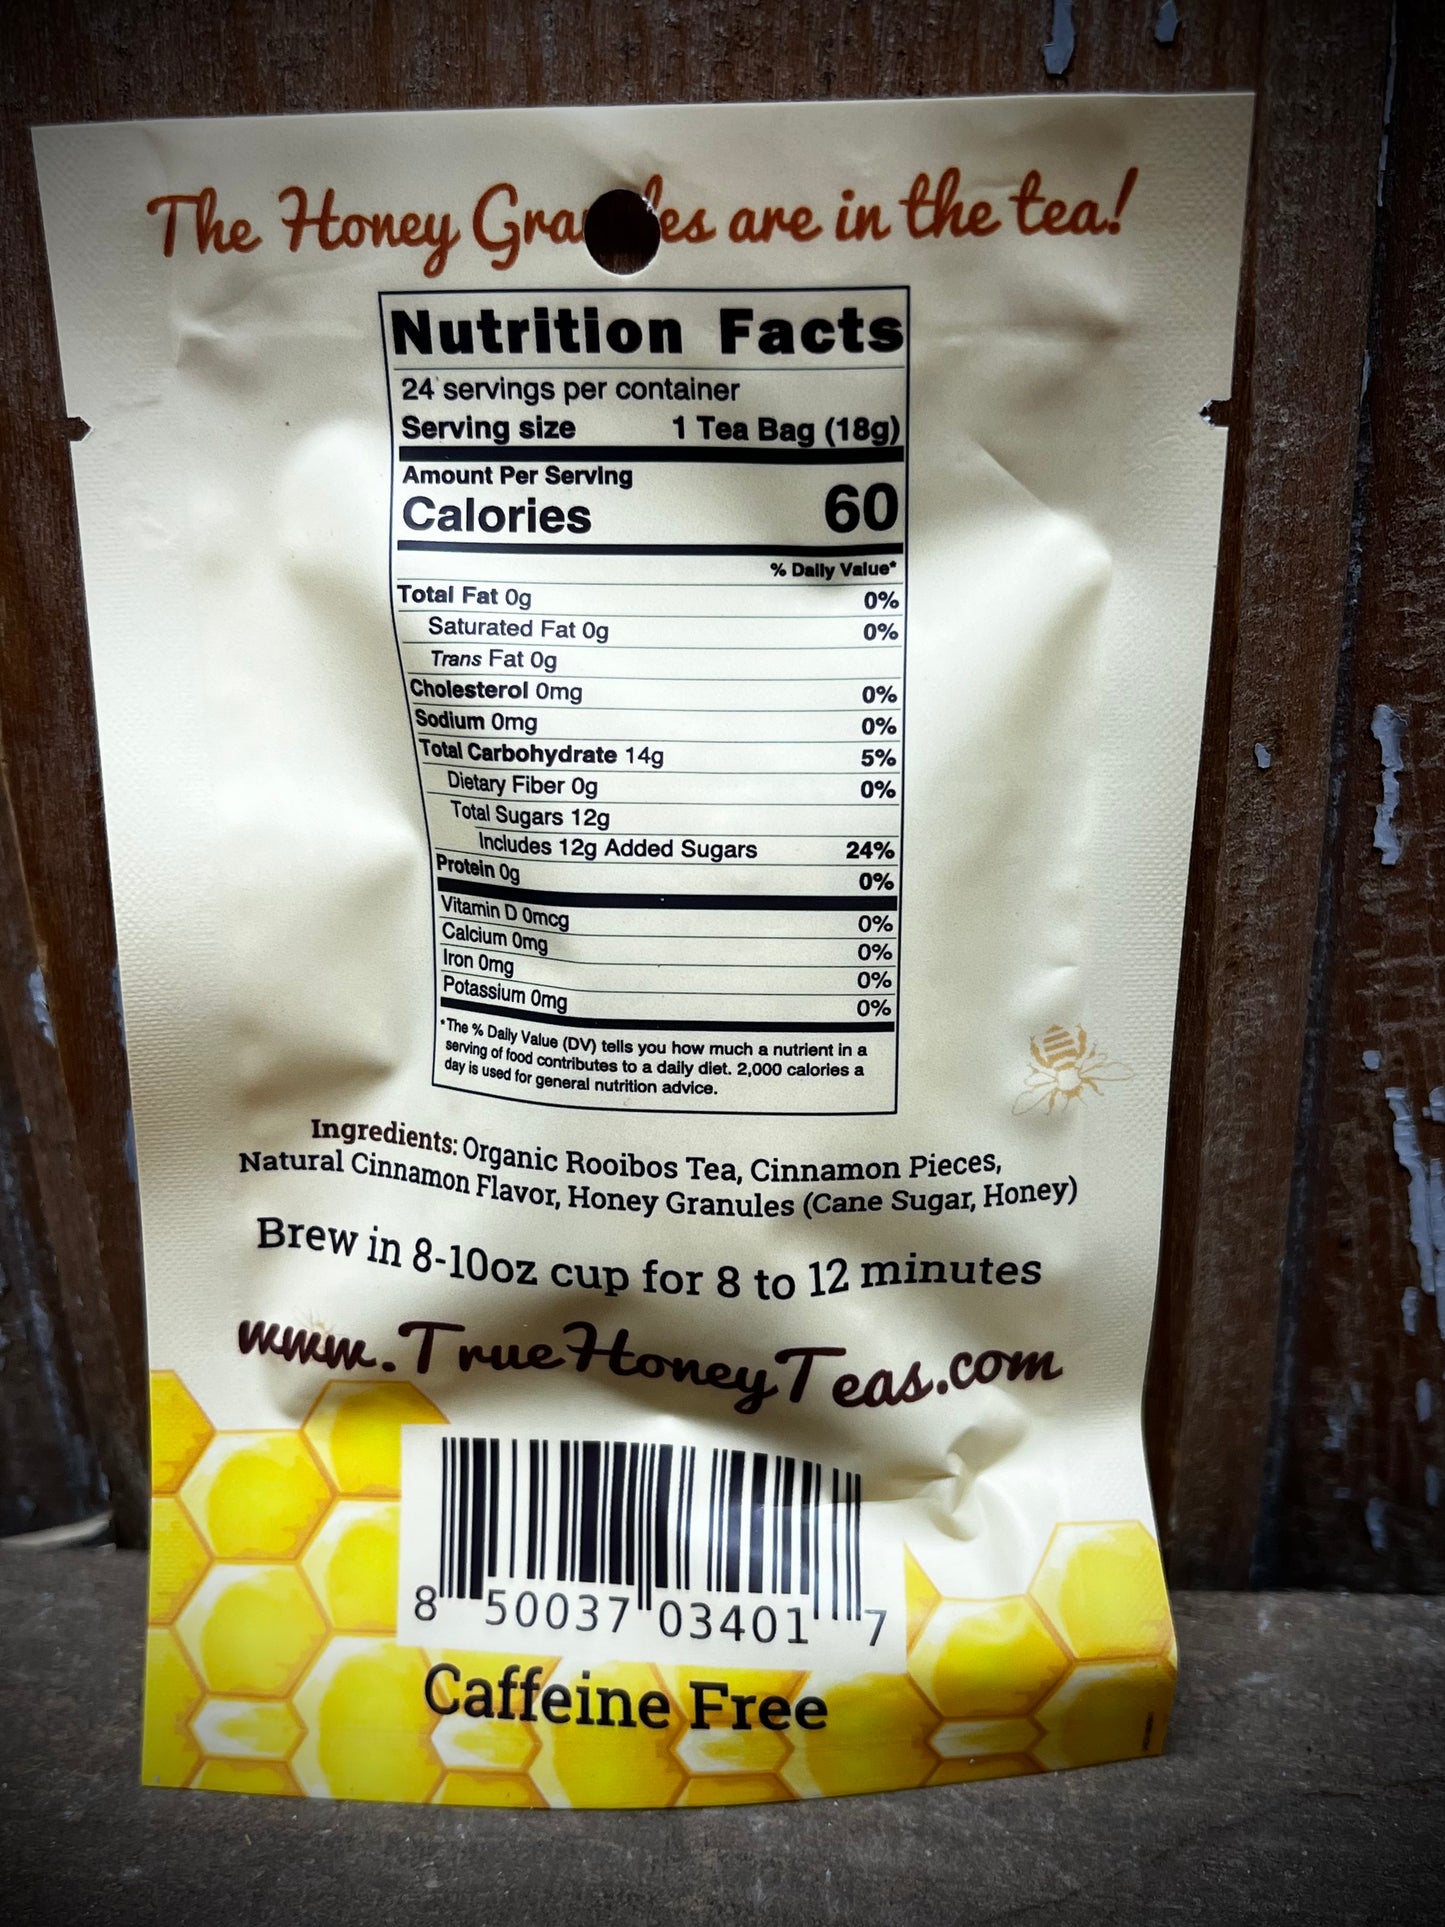 The Honey Gra les are in the tea!
Nutrition Facts
24 servings per container
Serving size 1 Tea Bag (18g)
Amount Per Serving
Calories 60
% Daily Value*
Total Fat 0g 0%
Saturated Fat 0g 0%
Trans Fat 0g
Cholesterol 0mg 0%
Sodium 0mg 0%
Total Carbohydrate 14g 5%
Dietary Fiber 0g 0%
Total Sugars 12g
Includes 12g Added Sugars 24%
Protein 0g 0%
Vitamin D 0mcg 0%
Calcium 0mg 0%
Iron 0mg 0%
Potassium 0mg 0%
*The % Daily Value (DV) tells you how much a nutrient in a
serving of food contributes to a daily diet. 2,000 calories a
day is used for general nutrition advice.
Ingredients: Organic Rooibos Tea, Cinnamon Pieces,
Natural Cinnamon Flavor, Honey Granules (Cane Sugar, Honey)
Brew in 8-10oz cup for 8 to 12 minutes
www.TrueHoneyTeas.com
8 50037 03401 7
Caffeine Free